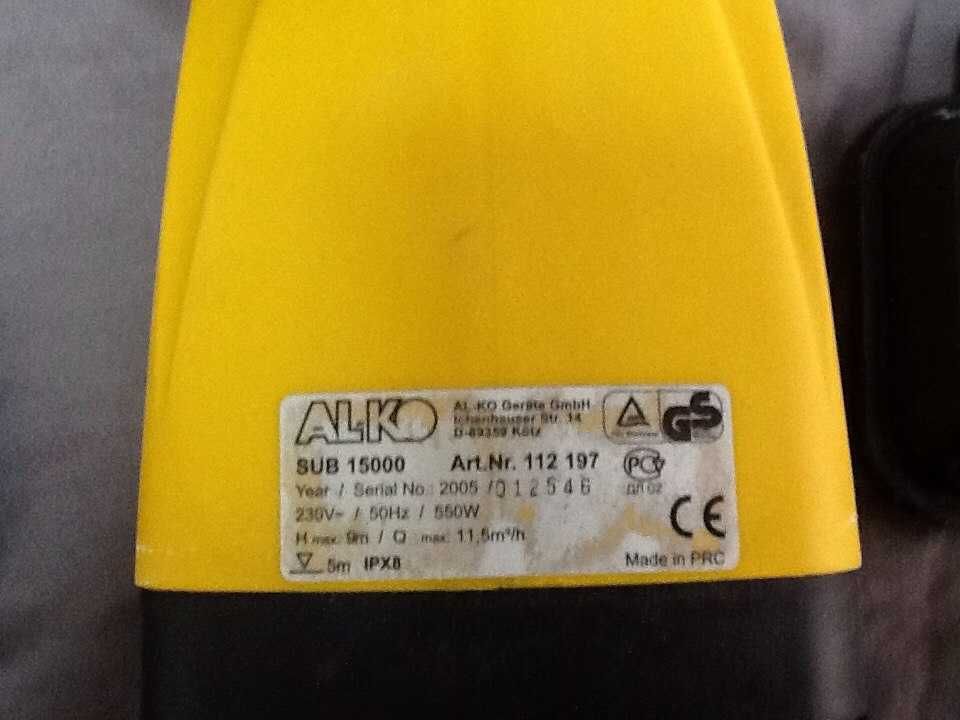 AL-KO
AL-KO Geräte GmbH
Ichenhauser Str. 14
D-89359 Kötz
GS
SUB 15000 Art.Nr. 112 197
Year / Serial No.: 2005 / 012546
230V~ / 50Hz / 550W
H max. 9m / Q max. 11,5m³/h
5m IPX8
РСТ
CE
Made in PRC